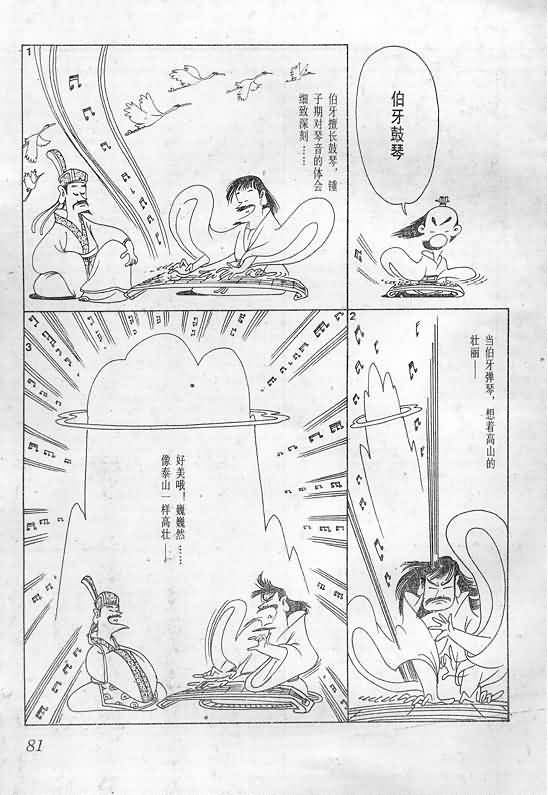 伯牙鼓琴
1
伯牙擅长鼓琴，锺
子期对琴音的体会
细致深刻……
2
当伯牙弹琴，想着高山的
壮丽——
3
好美哦！巍巍然……
像泰山一样高壮——
81